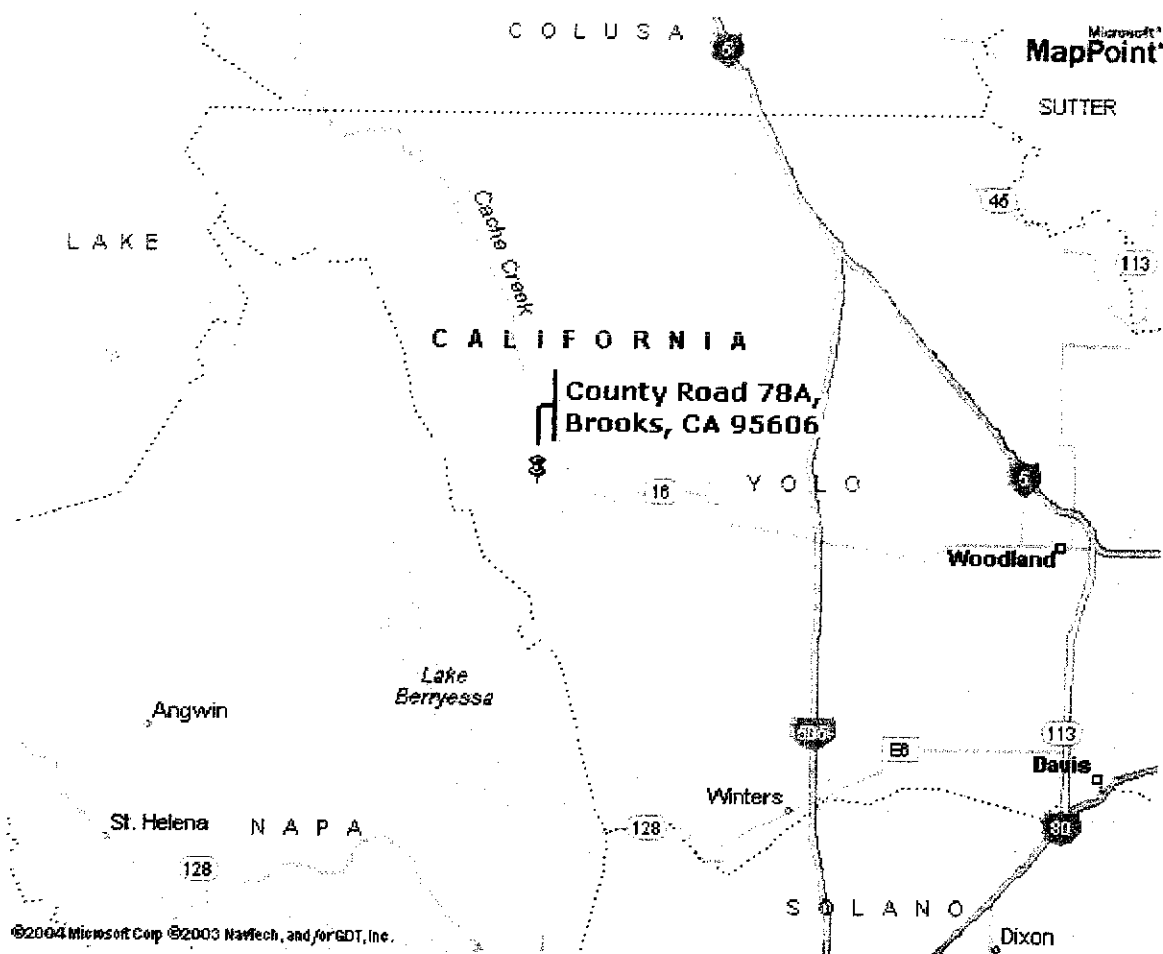 COLUSA
5
Microsoft®
MapPoint®
SUTTER
45
LAKE
Cache Creek
113
CALIFORNIA
County Road 78A,
Brooks, CA 95606
16
YOLO
5
Woodland
Lake
Berryessa
Angwin
113
E6
Davis
Winters
St. Helena
NAPA
128
80
128
SOLANO
©2004 Microsoft Corp ©2003 NavTech, and/or GDT, Inc.
Dixon